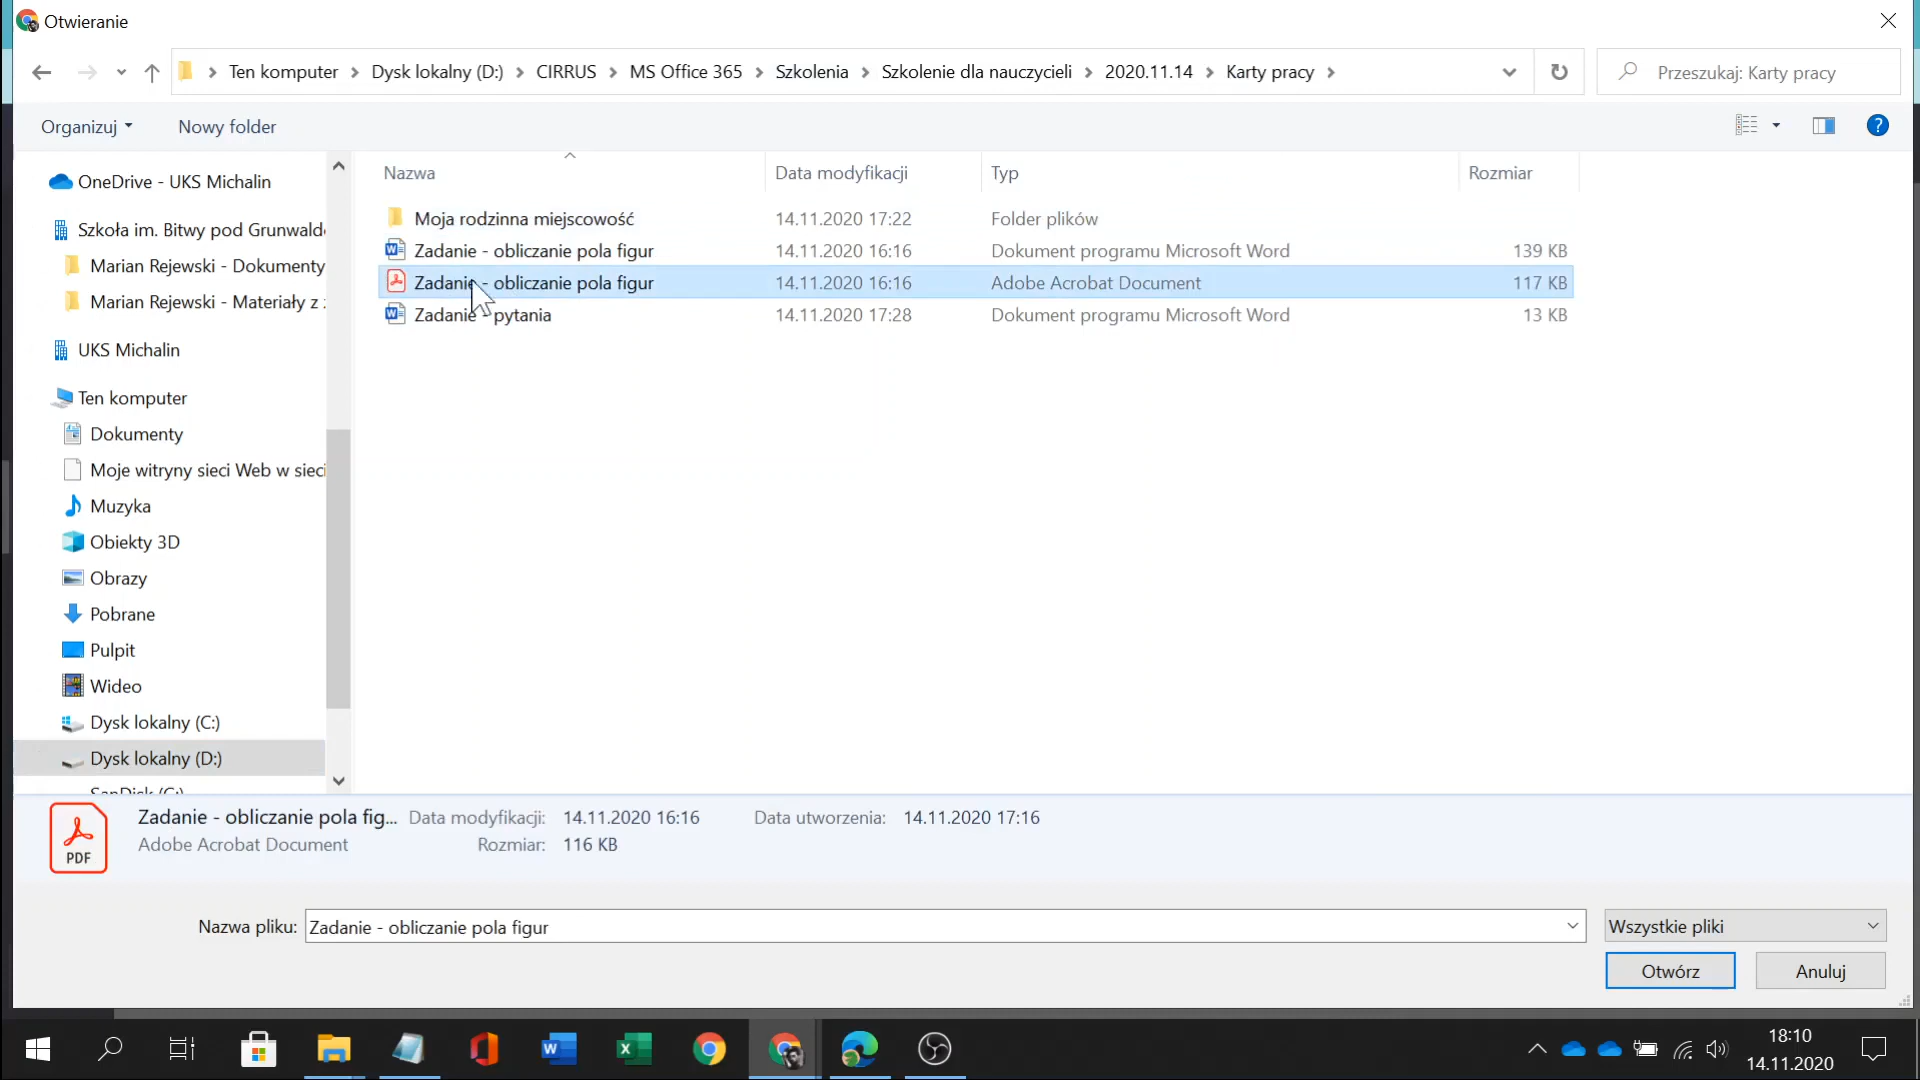 Otwieranie
Ten komputer Dysk lokalny (D:) CIRRUS MS Office 365 Szkolenia Szkolenie dla nauczycieli 2020.11.14 Karty pracy
Przeszukaj: Karty pracy
Organizuj Nowy folder
OneDrive - UKS Michalin
Szkoła im. Bitwy pod Grunwald
Marian Rejewski - Dokumenty
Marian Rejewski - Materiały z
UKS Michalin
Ten komputer
Dokumenty
Moje witryny sieci Web w sieci
Muzyka
Obiekty 3D
Obrazy
Pobrane
Pulpit
Wideo
Dysk lokalny (C:)
Dysk lokalny (D:)
Nazwa Data modyfikacji Typ Rozmiar
Moja rodzinna miejscowość 14.11.2020 17:22 Folder plików
Zadanie - obliczanie pola figur 14.11.2020 16:16 Dokument programu Microsoft Word 139 KB
Zadanie - obliczanie pola figur 14.11.2020 16:16 Adobe Acrobat Document 117 KB
Zadanie - pytania 14.11.2020 17:28 Dokument programu Microsoft Word 13 KB
PDF
Zadanie - obliczanie pola fig... Data modyfikacji: 14.11.2020 16:16 Data utworzenia: 14.11.2020 17:16
Adobe Acrobat Document Rozmiar: 116 KB
Nazwa pliku: Zadanie - obliczanie pola figur Wszystkie pliki
Otwórz Anuluj
18:10
14.11.2020